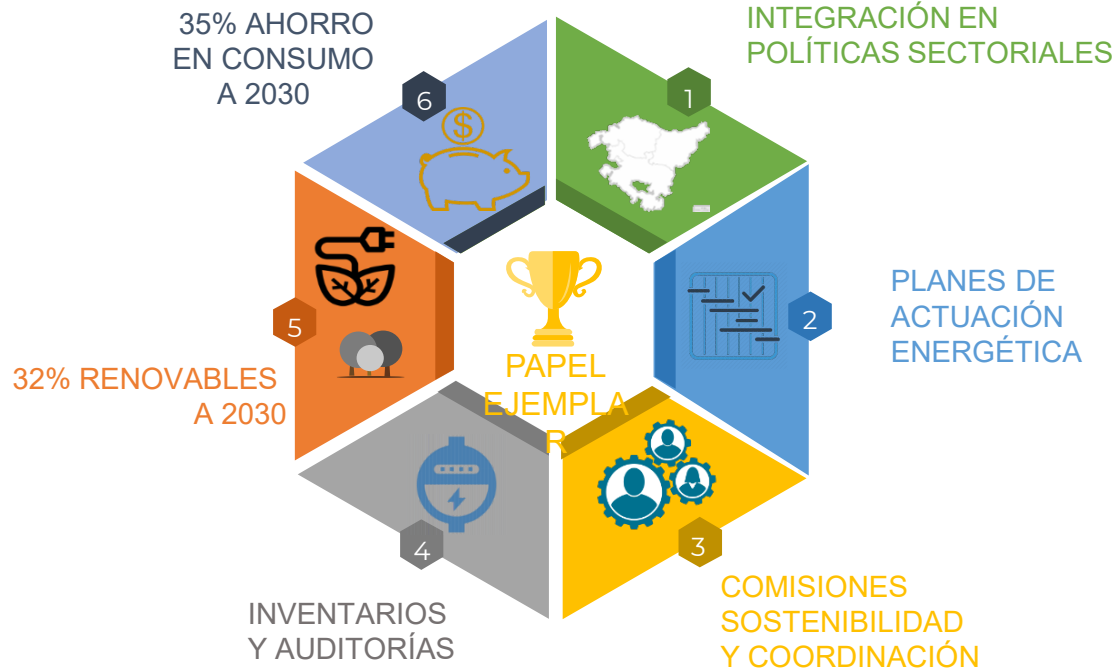 35% AHORRO
EN CONSUMO
A 2030
6
INTEGRACIÓN EN
POLÍTICAS SECTORIALES
1
PLANES DE
ACTUACIÓN
ENERGÉTICA
2
5
32% RENOVABLES
A 2030
PAPEL
EJEMPLA
R
4
INVENTARIOS
Y AUDITORÍAS
3
COMISIONES
SOSTENIBILIDAD
Y COORDINACIÓN
$